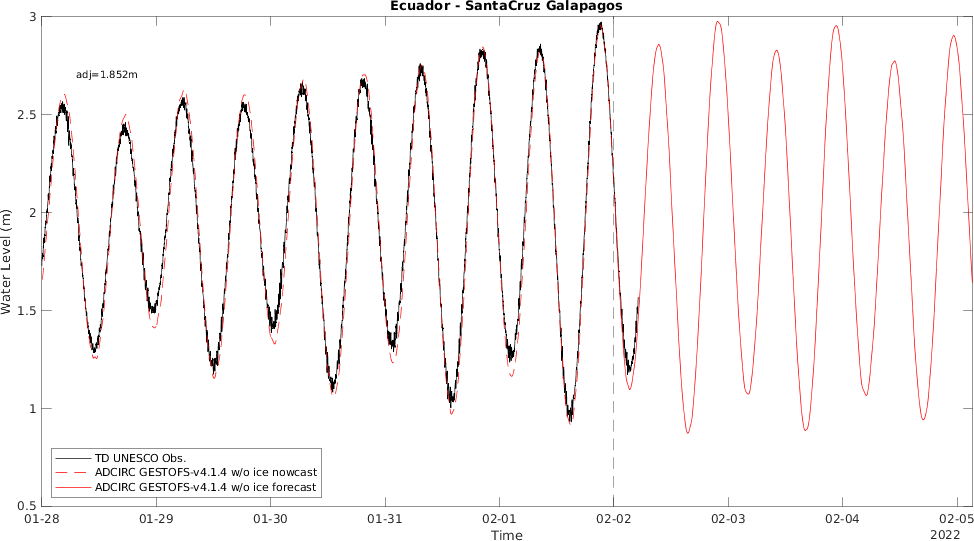 Ecuador - SantaCruz Galapagos
adj=1.852m
3
2.5
2
1.5
1
0.5
Water Level (m)
TD UNESCO Obs.
ADCIRC GESTOFS-v4.1.4 w/o ice nowcast
ADCIRC GESTOFS-v4.1.4 w/o ice forecast
01-28 01-29 01-30 01-31 02-01 02-02 02-03 02-04 02-05
Time
2022